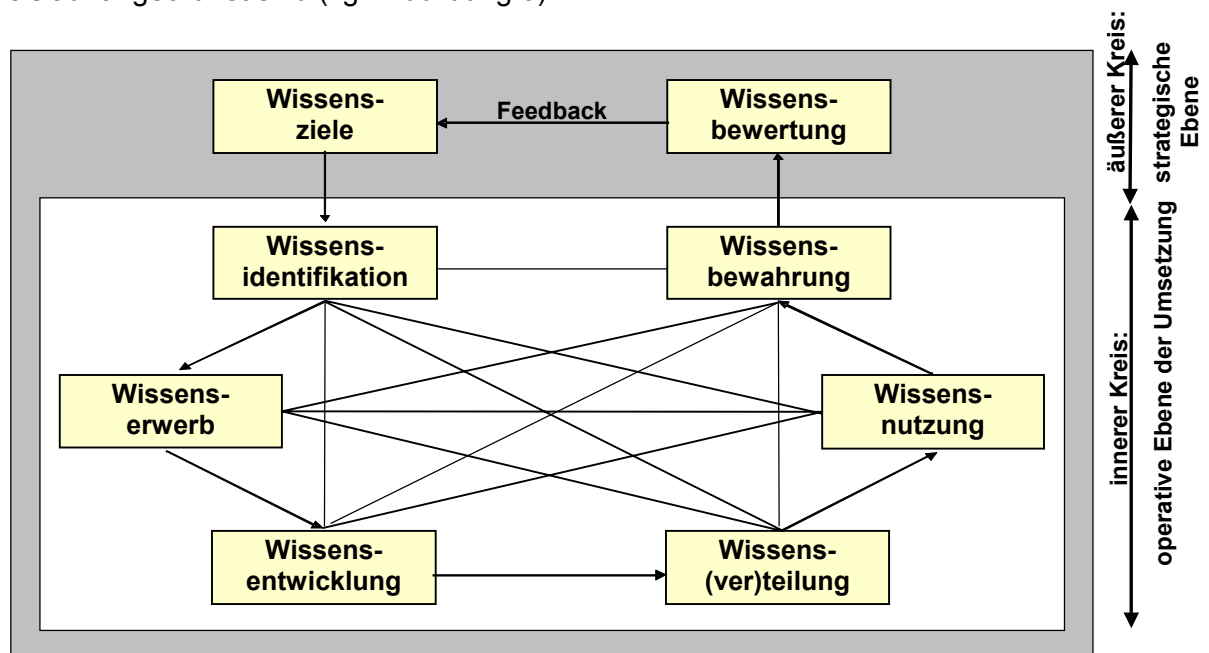 Wissens-
ziele
Feedback
Wissens-
bewertung
Wissens-
identifikation
Wissens-
bewahrung
Wissens-
erwerb
Wissens-
nutzung
Wissens-
entwicklung
Wissens-
(ver)teilung
äußerer Kreis:
strategische
Ebene
innerer Kreis:
operative Ebene der Umsetzung